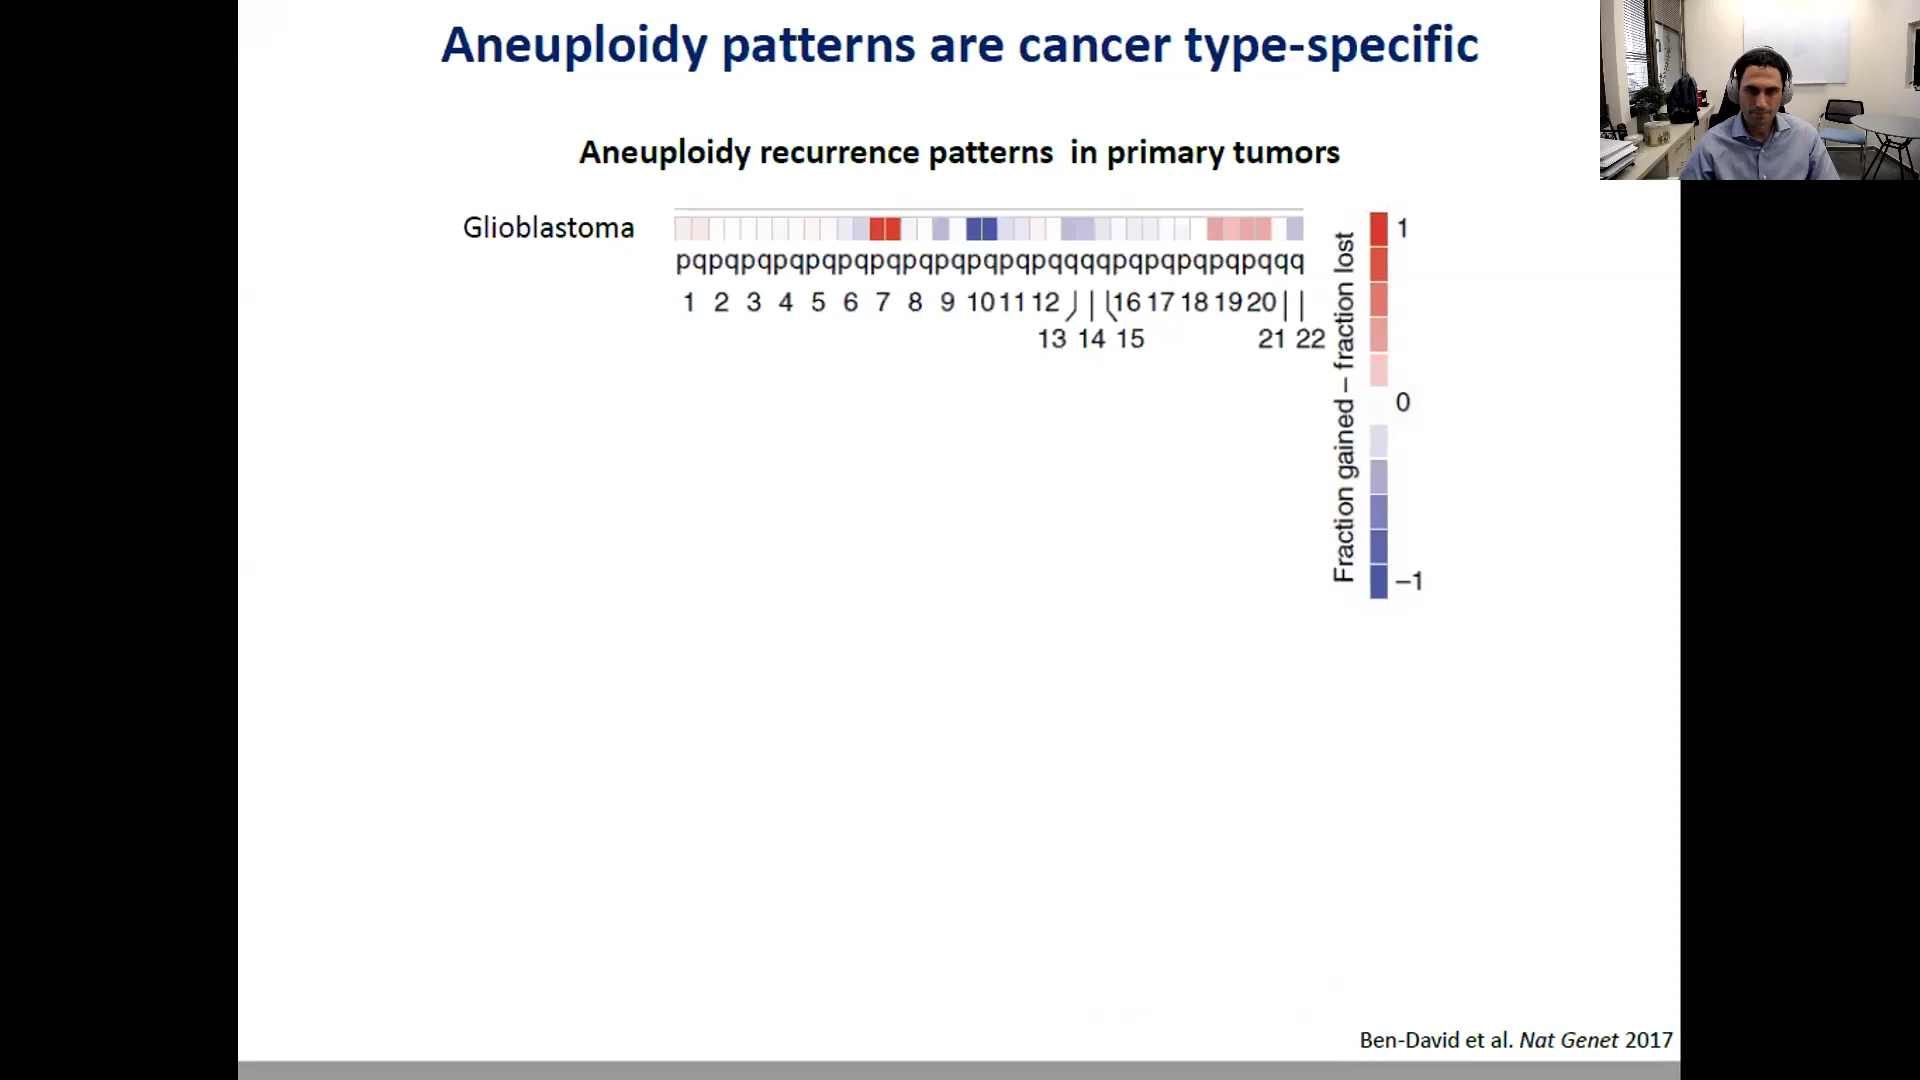 Aneuploidy patterns are cancer type-specific
Aneuploidy recurrence patterns in primary tumors
Glioblastoma
pqpqpqpqpqpqpqpqpqpqpqpqqqqpqpqpqpqpqqq
1 2 3 4 5 6 7 8 9 10 11 12 16 17 18 19 20
13 14 15 21 22
Fraction gained – fraction lost
1
0
–1
Ben-David et al. Nat Genet 2017